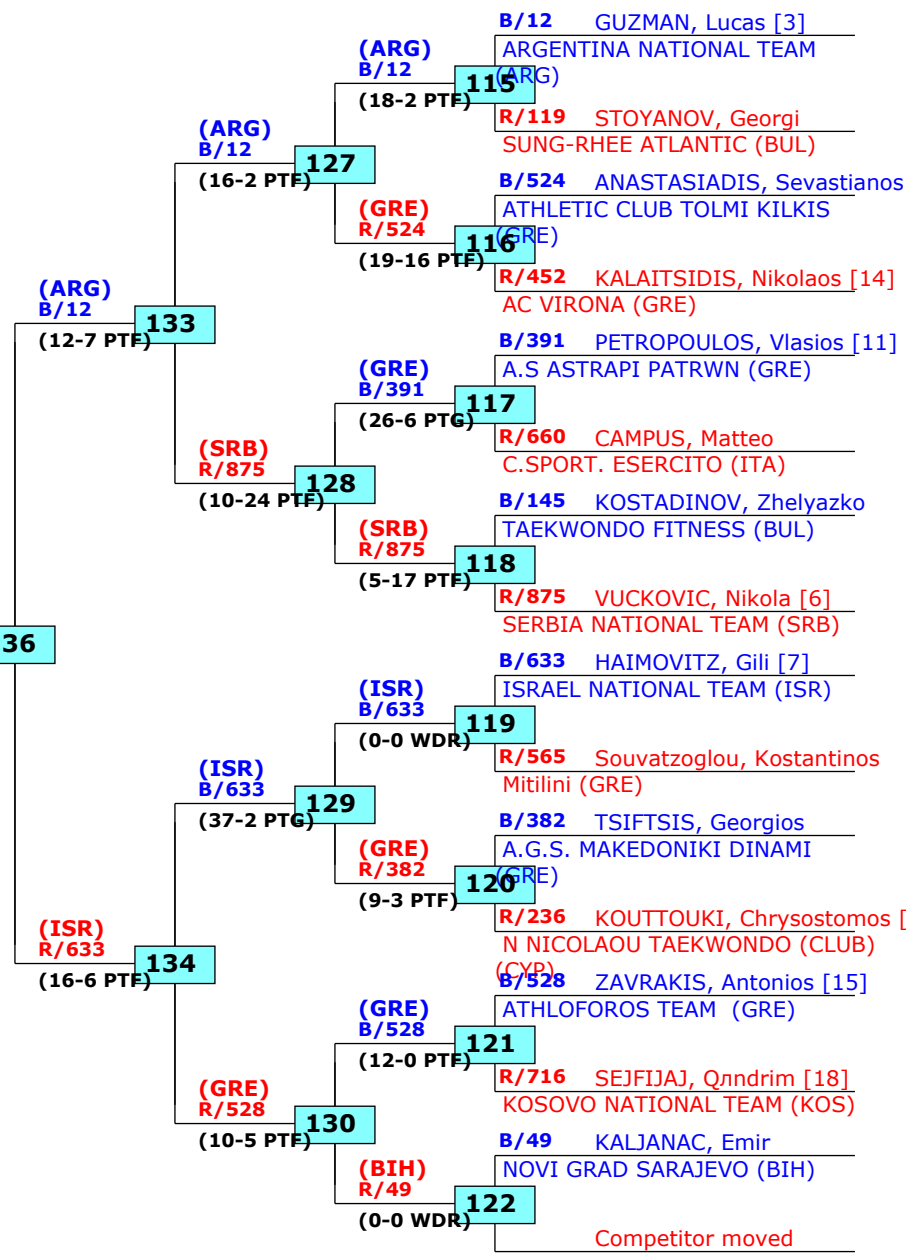 B/12 GUZMAN, Lucas [3]
ARGENTINA NATIONAL TEAM
(ARG)
(ARG)
B/12
(18-2 PTF)
115
R/119 STOYANOV, Georgi
SUNG-RHEE ATLANTIC (BUL)
(ARG)
B/12
(16-2 PTF)
127
B/524 ANASTASIADIS, Sevastianos
ATHLETIC CLUB TOLMI KILKIS
(GRE)
(GRE)
R/524
(19-16 PTF)
116
R/452 KALAITSIDIS, Nikolaos [14]
AC VIRONA (GRE)
(ARG)
B/12
(12-7 PTF)
133
B/391 PETROPOULOS, Vlasios [11]
A.S ASTRAPI PATRWN (GRE)
(GRE)
B/391
(26-6 PTG)
117
R/660 CAMPUS, Matteo
C.SPORT. ESERCITO (ITA)
(SRB)
R/875
(10-24 PTF)
128
B/145 KOSTADINOV, Zhelyazko
TAEKWONDO FITNESS (BUL)
(SRB)
R/875
(5-17 PTF)
118
R/875 VUCKOVIC, Nikola [6]
SERBIA NATIONAL TEAM (SRB)
36
B/633 HAIMOVITZ, Gili [7]
ISRAEL NATIONAL TEAM (ISR)
(ISR)
B/633
(0-0 WDR)
119
R/565 Souvatzoglou, Kostantinos
Mitilini (GRE)
(ISR)
B/633
(37-2 PTG)
129
B/382 TSIFTSIS, Georgios
A.G.S. MAKEDONIKI DINAMI
(GRE)
(GRE)
R/382
(9-3 PTF)
120
R/236 KOUTTOUKI, Chrysostomos [
N NICOLAOU TAEKWONDO (CLUB)
(CYP)
(ISR)
R/633
(16-6 PTF)
134
B/528 ZAVRAKIS, Antonios [15]
ATHLOFOROS TEAM (GRE)
(GRE)
B/528
(12-0 PTF)
121
R/716 SEJFIJAJ, Qлndrim [18]
KOSOVO NATIONAL TEAM (KOS)
(GRE)
R/528
(10-5 PTF)
130
B/49 KALJANAC, Emir
NOVI GRAD SARAJEVO (BIH)
(BIH)
R/49
(0-0 WDR)
122
Competitor moved